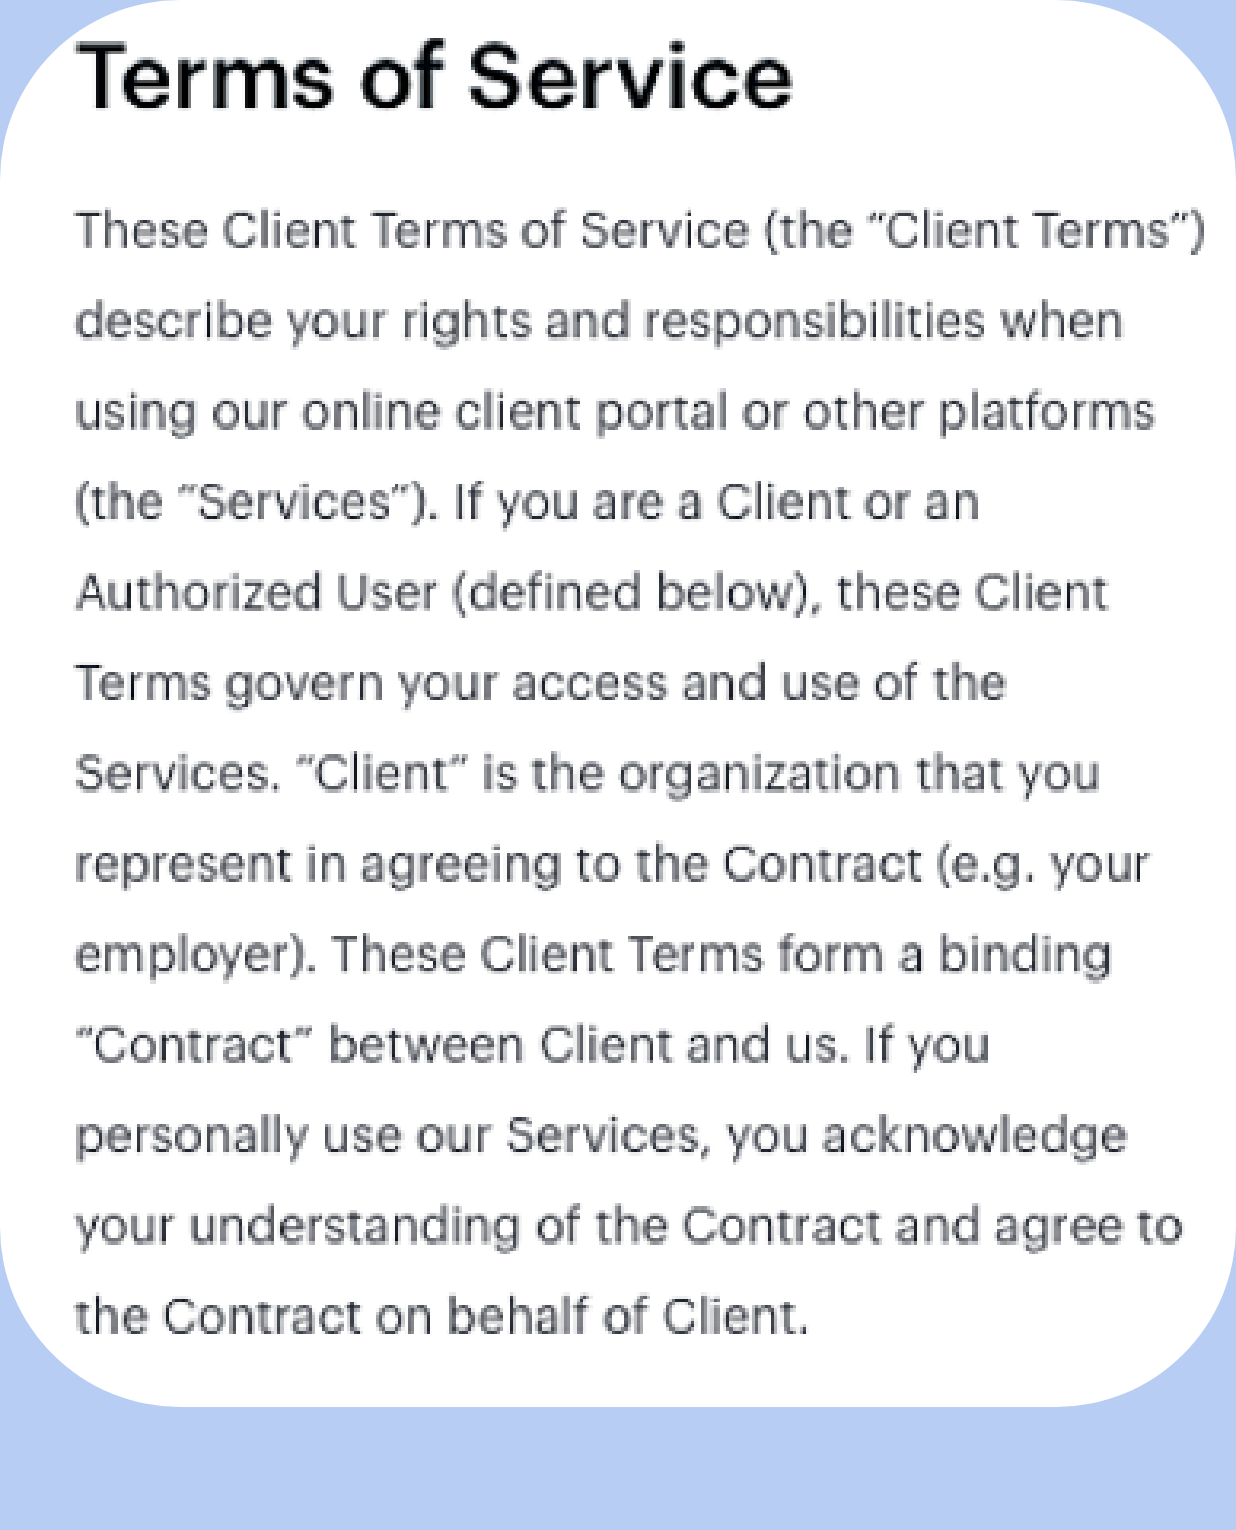 Terms of Service
These Client Terms of Service (the “Client Terms”)
describe your rights and responsibilities when
using our online client portal or other platforms
(the “Services”). If you are a Client or an
Authorized User (defined below), these Client
Terms govern your access and use of the
Services. “Client” is the organization that you
represent in agreeing to the Contract (e.g. your
employer). These Client Terms form a binding
“Contract” between Client and us. If you
personally use our Services, you acknowledge
your understanding of the Contract and agree to
the Contract on behalf of Client.